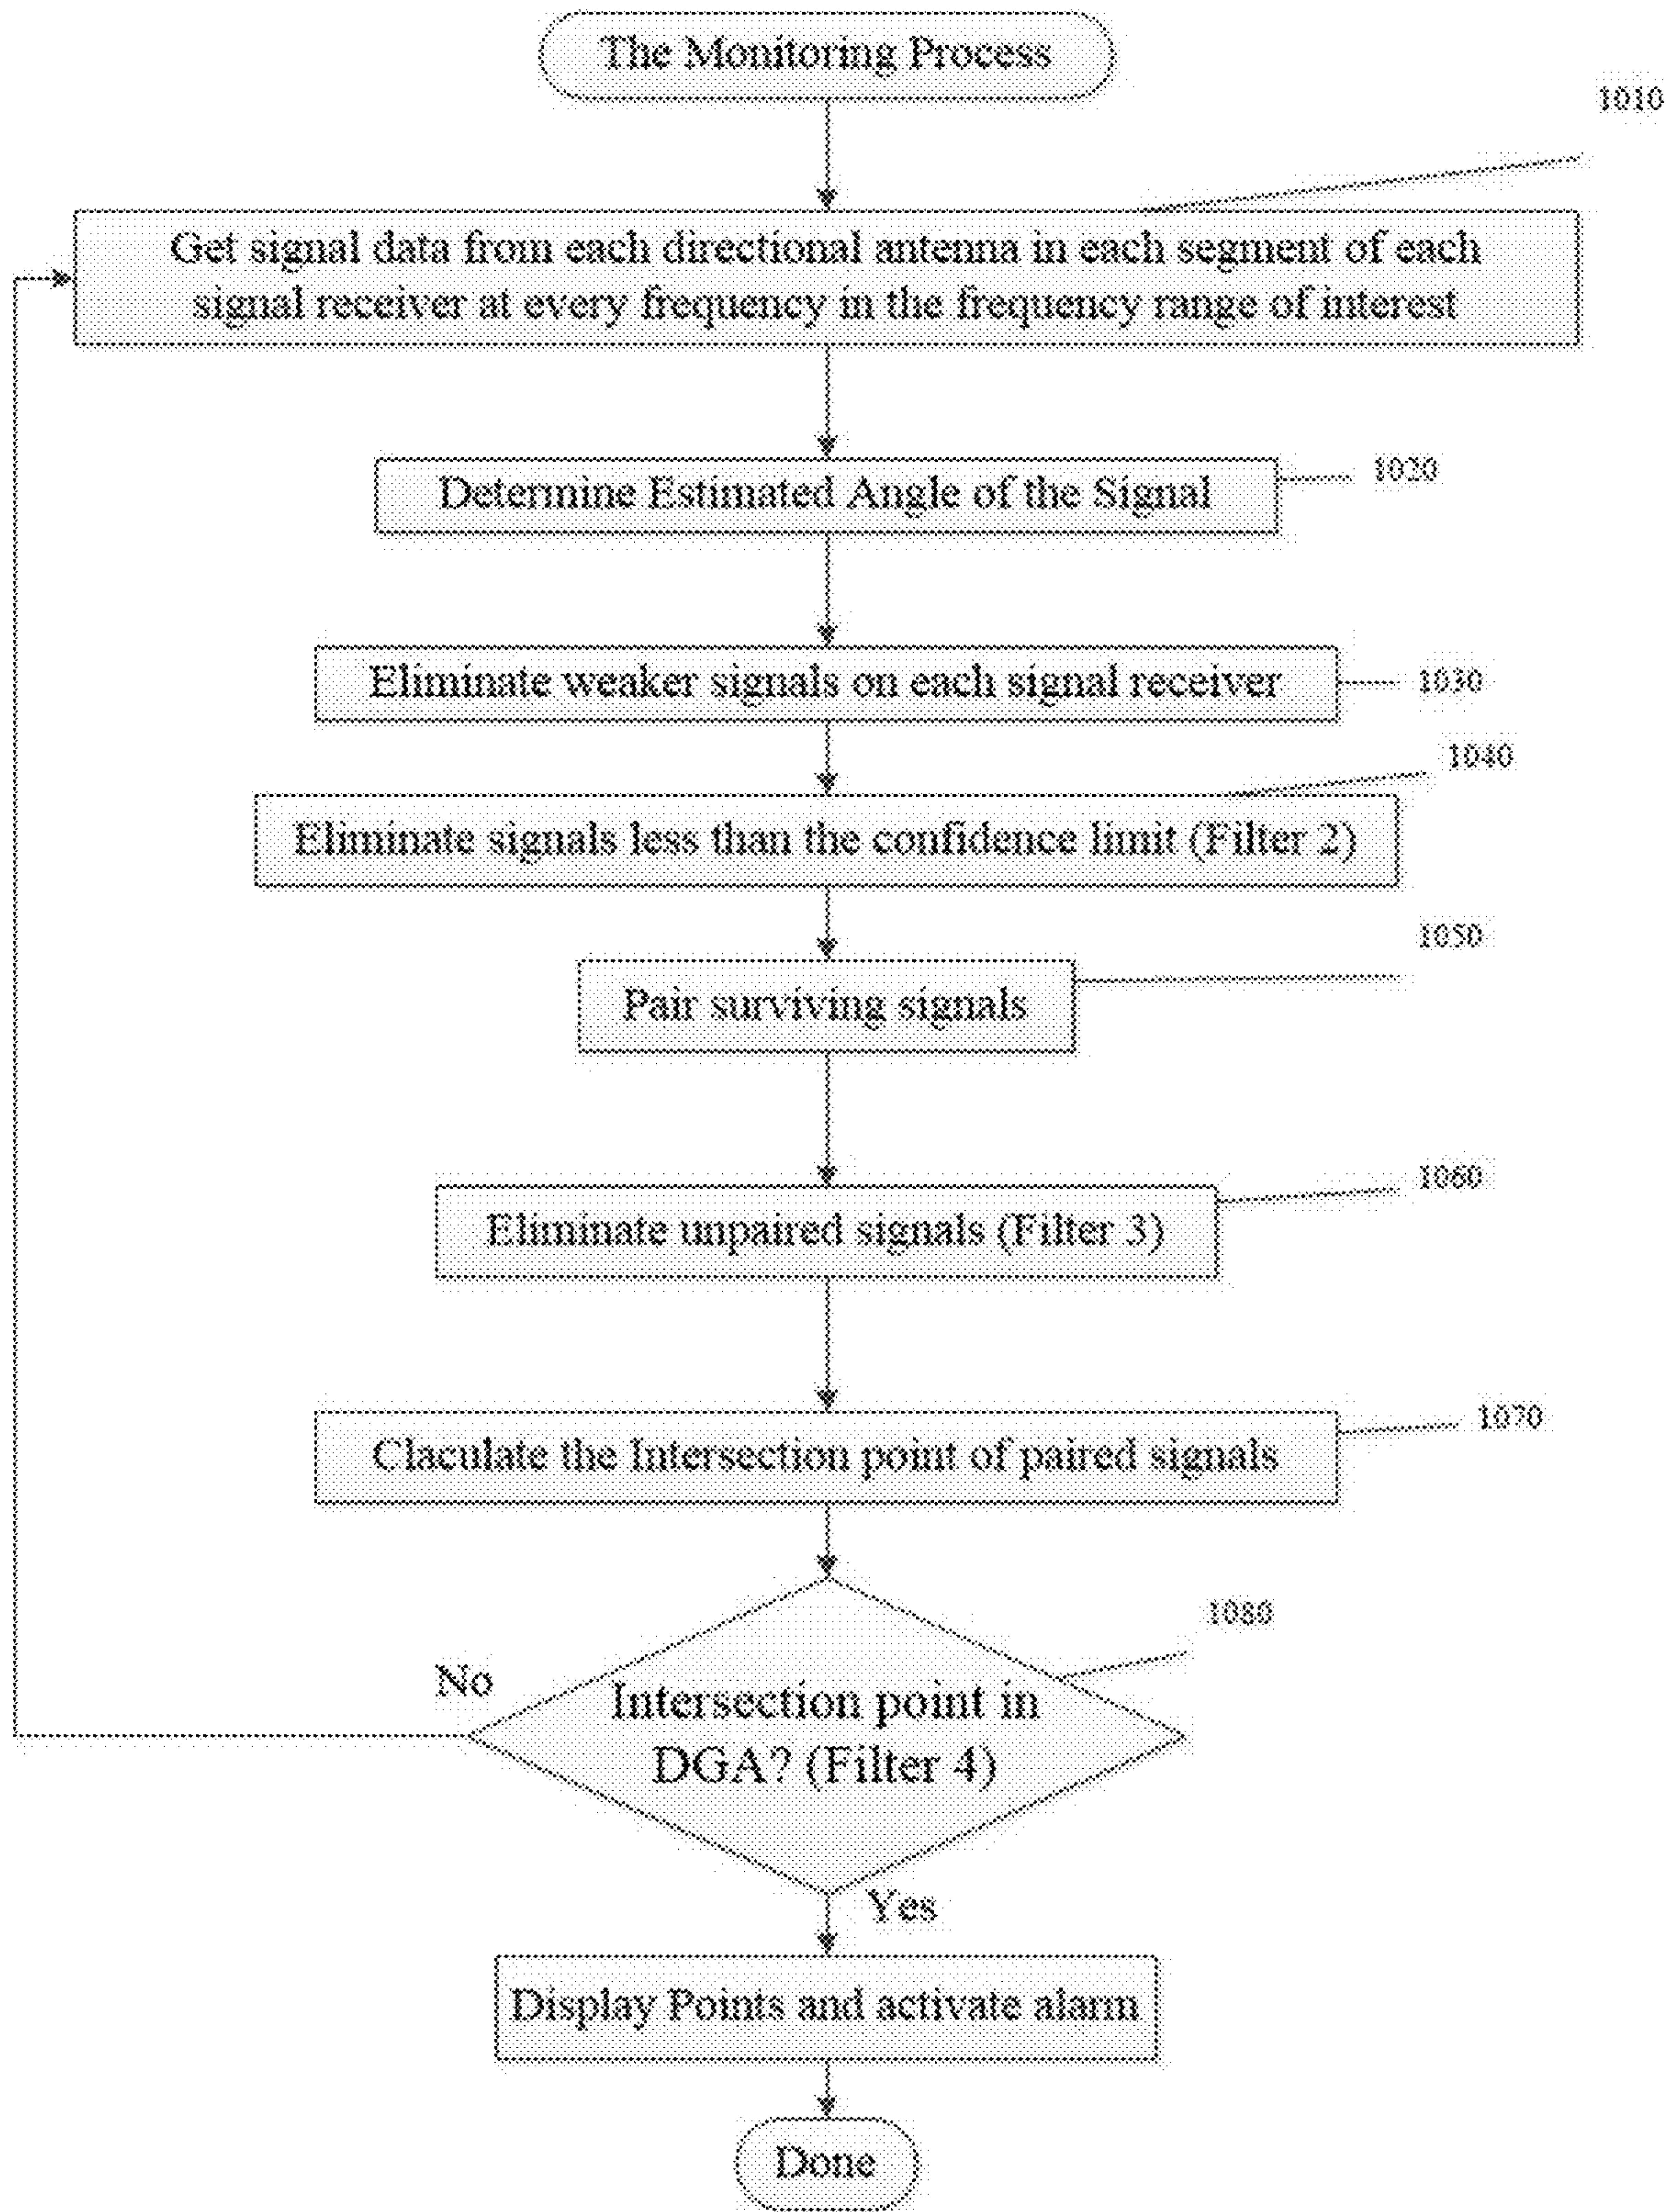 The Monitoring Process
1010
Get signal data from each directional antenna in each segment of each
signal receiver at every frequency in the frequency range of interest
Determine Estimated Angle of the Signal
1020
Eliminate weaker signals on each signal receiver
1030
1040
Eliminate signals less than the confidence limit (Filter 2)
1050
Pair surviving signals
1060
Eliminate unpaired signals (Filter 3)
1070
Claculate the Intersection point of paired signals
1080
No
Intersection point in
DGA? (Filter 4)
Yes
Display Points and activate alarm
Done